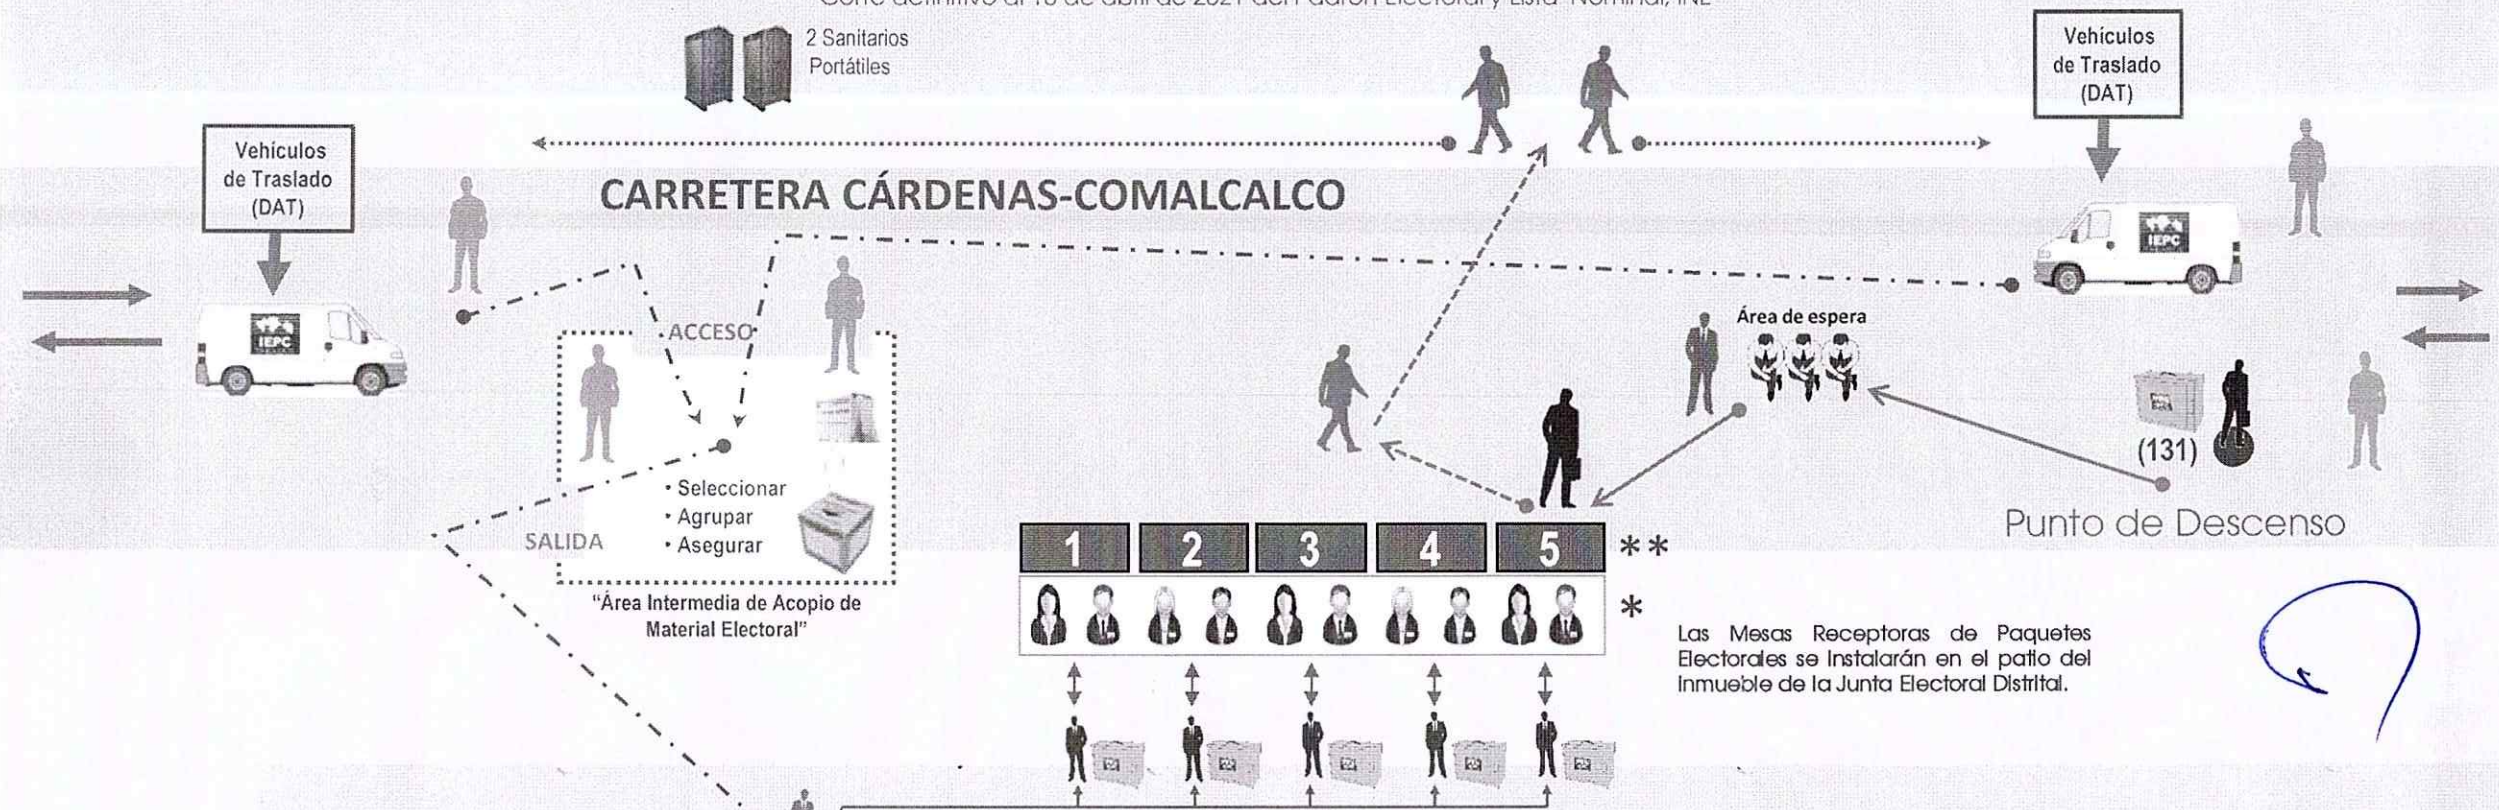 2 Sanitarios
Portátiles
Vehículos
de Traslado
(DAT)
Vehículos
de Traslado
(DAT)
CARRETERA CÁRDENAS-COMALCALCO
IEPC
IEPC
ACCESO
Área de espera
(131)
Punto de Descenso
• Seleccionar
• Agrupar
• Asegurar
SALIDA
"Área Intermedia de Acopio de
Material Electoral"
1 2 3 4 5 **
*
Las Mesas Receptoras de Paquetes
Electorales se Instalarán en el patio del
Inmueble de la Junta Electoral Distrital.